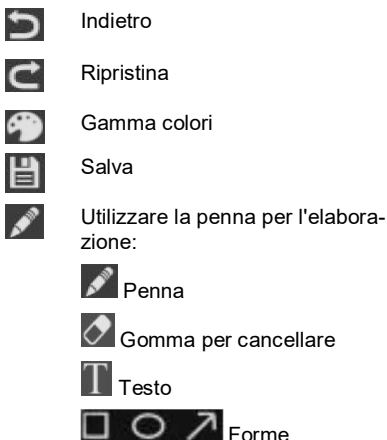 Indietro
Ripristina
Gamma colori
Salva
Utilizzare la penna per l'elabora-
zione:
Penna
Gomma per cancellare
T Testo
Forme